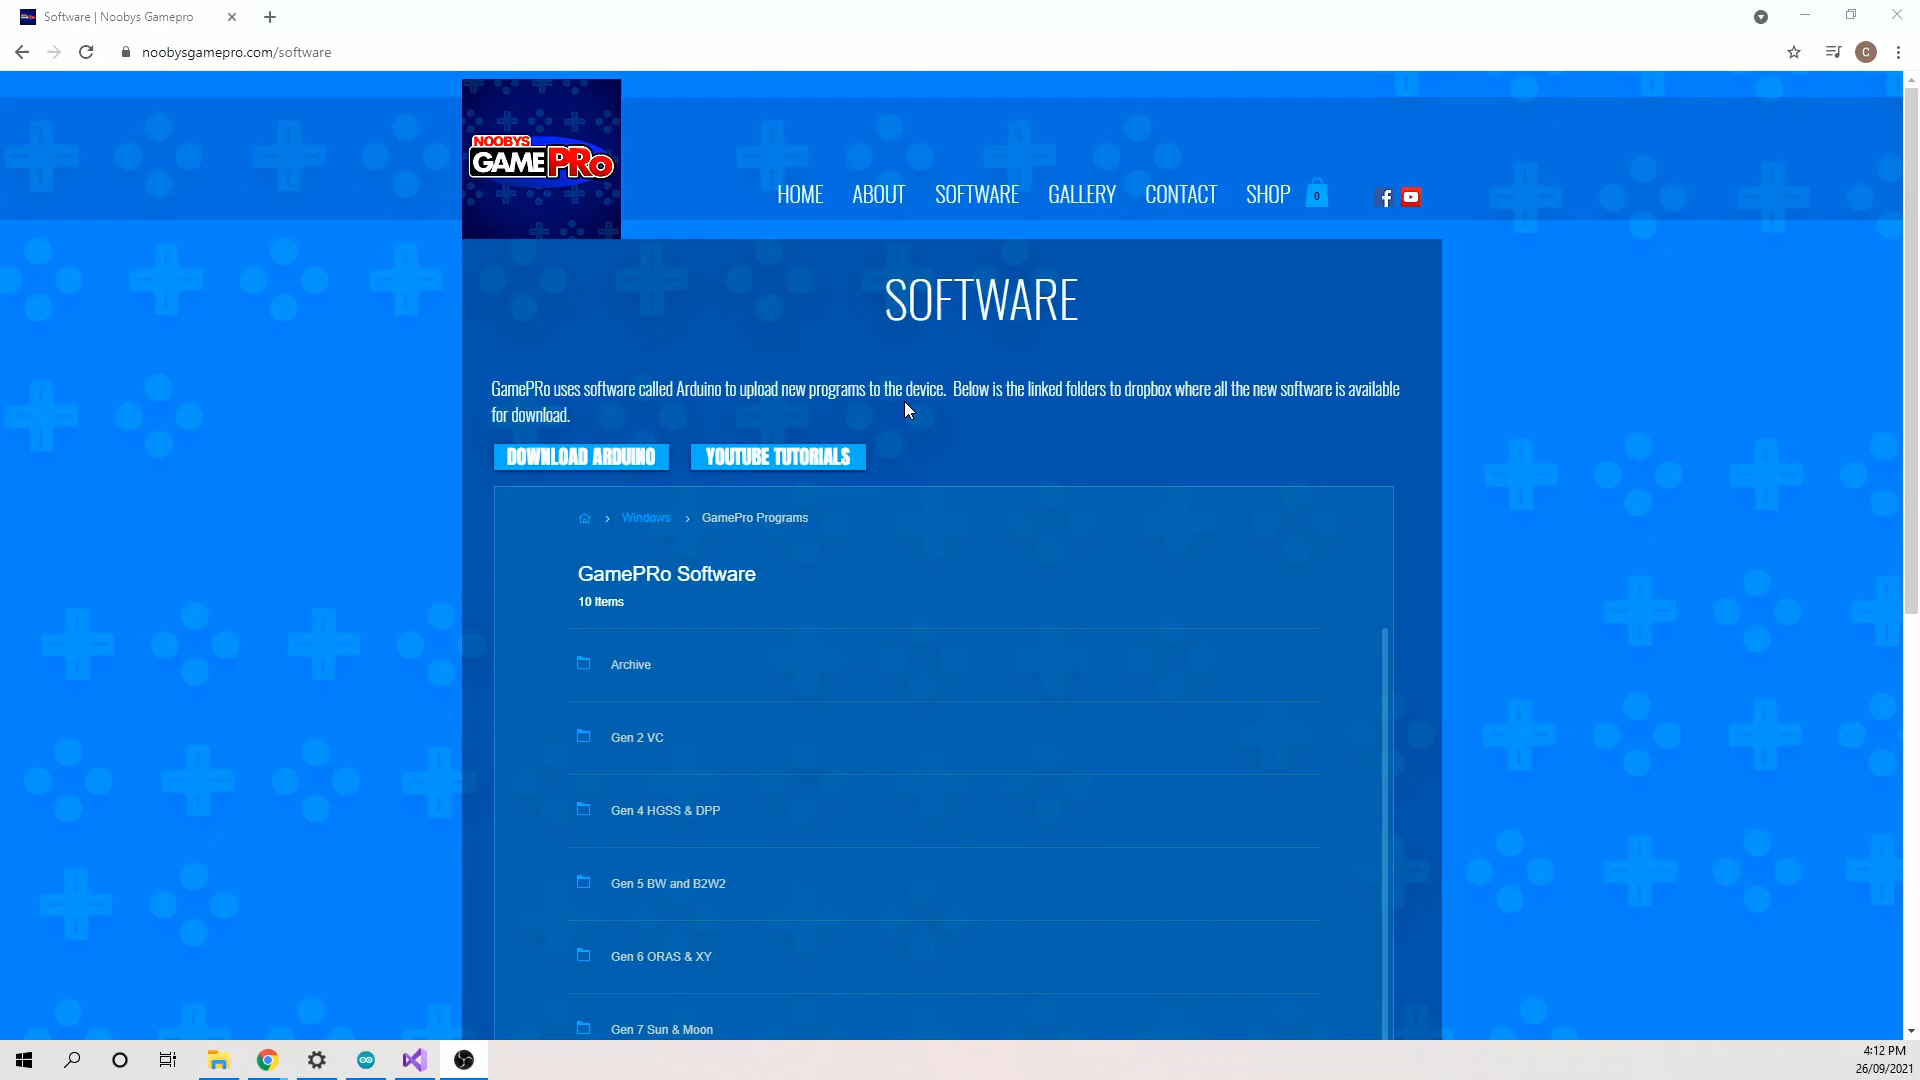 Software | Noobys Gamepro
noobysgamepro.com/software
C
NOOBYS
GAMEPRO
HOME ABOUT SOFTWARE GALLERY CONTACT SHOP 0
SOFTWARE
GamePRo uses software called Arduino to upload new programs to the device. Below is the linked folders to dropbox where all the new software is available
for download.
DOWNLOAD ARDUINO YOUTUBE TUTORIALS
Windows > GamePro Programs
GamePRo Software
10 Items
Archive
Gen 2 VC
Gen 4 HGSS & DPP
Gen 5 BW and B2W2
Gen 6 ORAS & XY
Gen 7 Sun & Moon
4:12 PM
26/09/2021